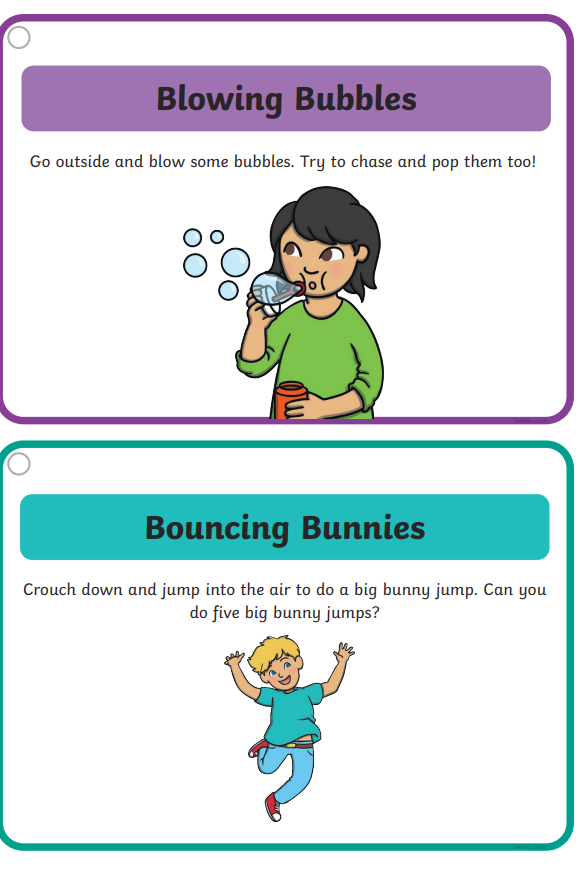 Blowing Bubbles
Go outside and blow some bubbles. Try to chase and pop them too!
Bouncing Bunnies
Crouch down and jump into the air to do a big bunny jump. Can you
do five big bunny jumps?